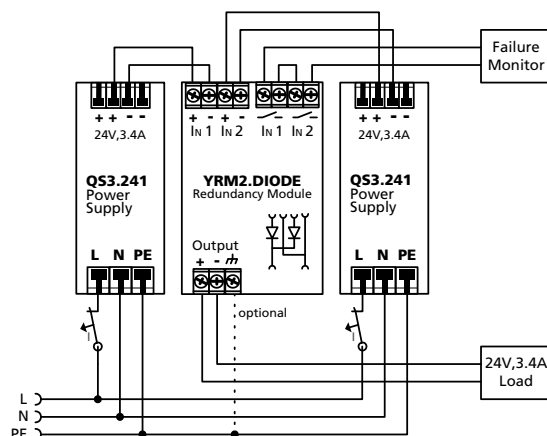 Failure
Monitor
+ + - -
24V,3.4A
QS3.241
Power
Supply
L N PE
+ - + -
IN 1 IN 2 IN 1 IN 2
YRM2.DIODE
Redundancy Module
Output
+ -
optional
+ + - -
24V,3.4A
QS3.241
Power
Supply
L N PE
I
I
24V,3.4A
Load
L
N
PE